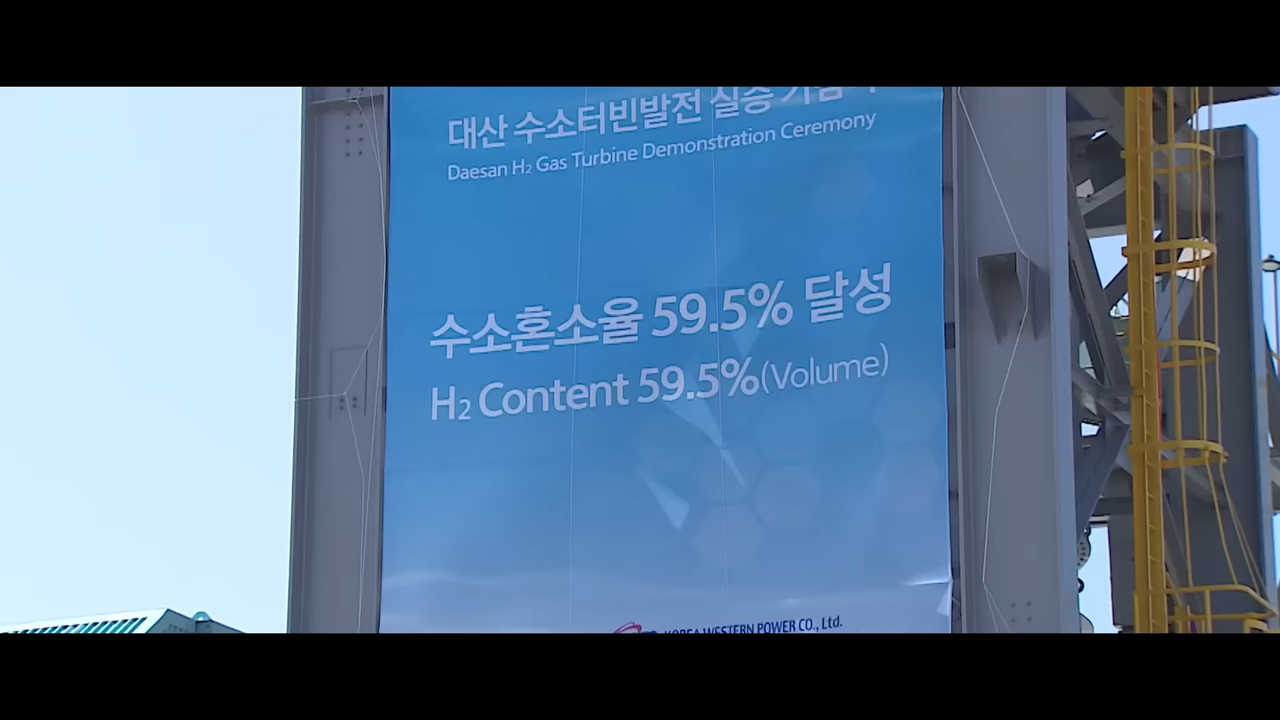 대산 수소터빈발전 실증 기념식
Daesan H₂ Gas Turbine Demonstration Ceremony
수소혼소율 59.5% 달성
H₂ Content 59.5%(Volume)
KOREA WESTERN POWER CO., Ltd.